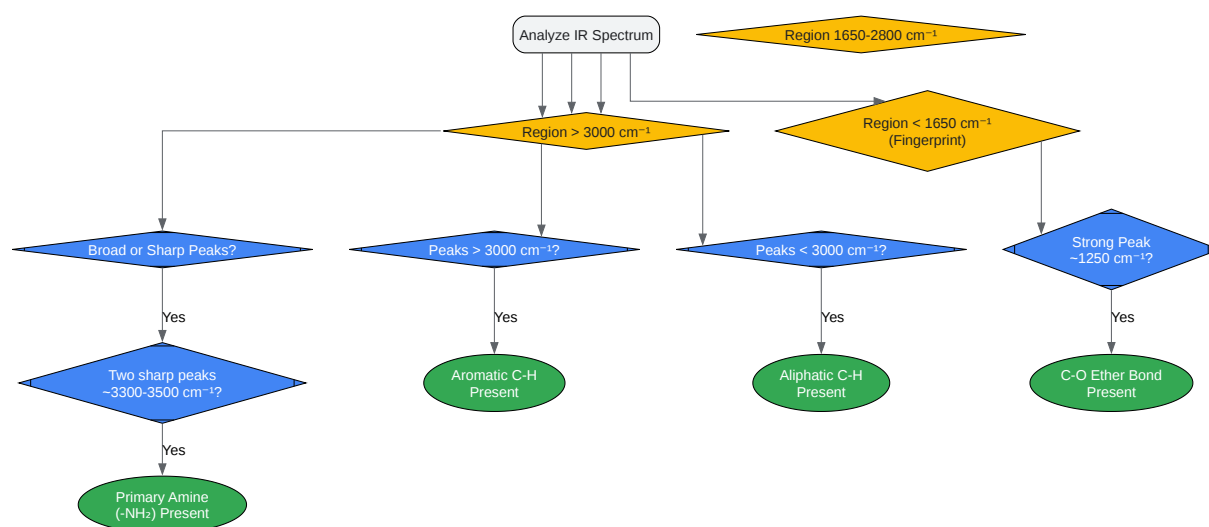 Analyze IR Spectrum
Region 1650-2800 cm⁻¹
Region > 3000 cm⁻¹
Region < 1650 cm⁻¹
(Fingerprint)
Broad or Sharp Peaks?
Peaks > 3000 cm⁻¹?
Peaks < 3000 cm⁻¹?
Strong Peak
~1250 cm⁻¹?
Yes
Yes
Yes
Yes
Two sharp peaks
~3300-3500 cm⁻¹?
Aromatic C-H
Present
Aliphatic C-H
Present
C-O Ether Bond
Present
Yes
Primary Amine
(-NH₂) Present